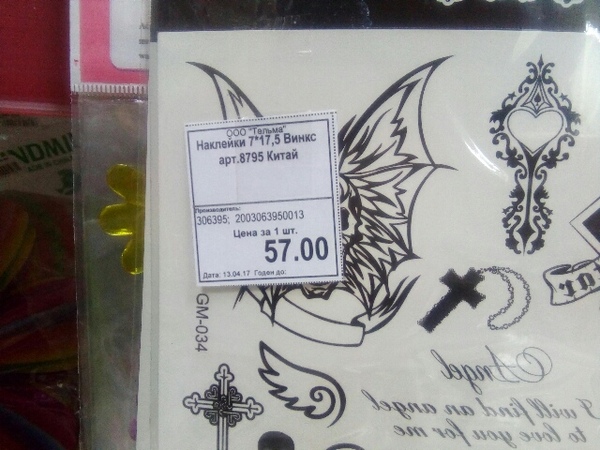 ООО "Тельма"
Наклейки 7*17,5 Винкс
арт.8795 Китай
Производитель:
306395; 2003063950013
Цена за 1 шт.
57.00
Дата: 13.04.17 Годен до:
GM-034
Angel
I will find an angel
to love you for me